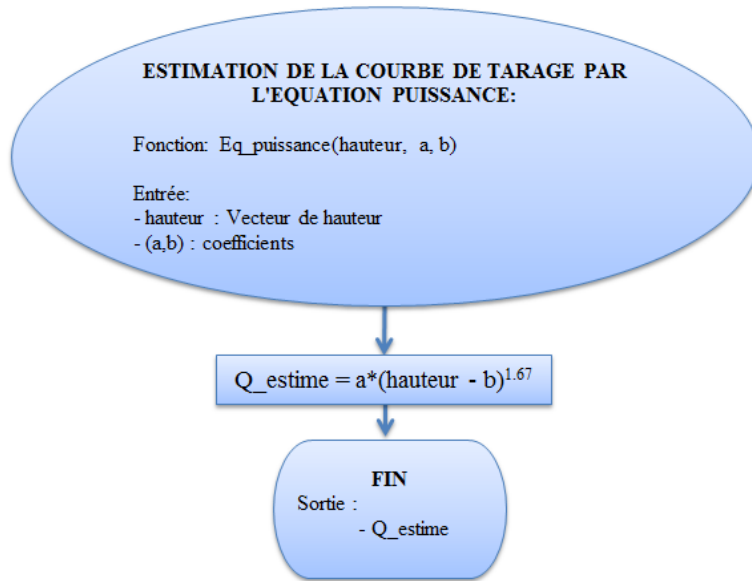 ESTIMATION DE LA COURBE DE TARAGE PAR
L'EQUATION PUISSANCE:
Fonction: Eq_puissance(hauteur, a, b)
Entrée:
- hauteur : Vecteur de hauteur
- (a,b) : coefficients
Q_estime = a*(hauteur - b)^1.67
FIN
Sortie :
- Q_estime